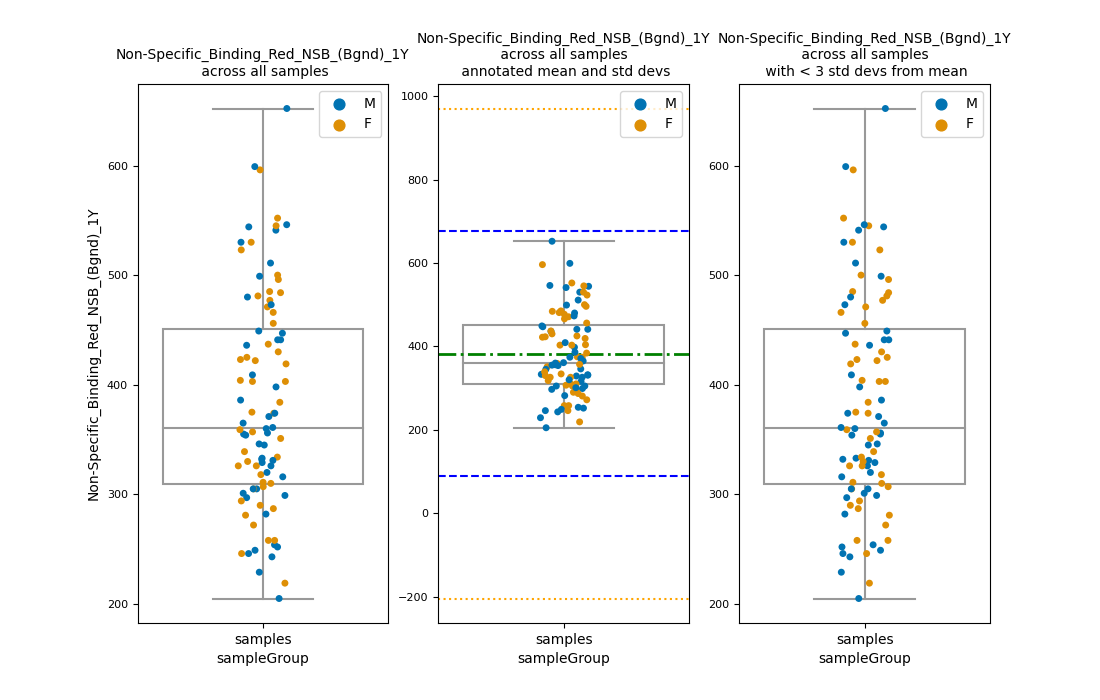 Non-Specific_Binding_Red_NSB_(Bgnd)_1Y
across all samples
Non-Specific_Binding_Red_NSB_(Bgnd)_1Y
across all samples
annotated mean and std devs
Non-Specific_Binding_Red_NSB_(Bgnd)_1Y
across all samples
with < 3 std devs from mean
Non-Specific_Binding_Red_NSB_(Bgnd)_1Y
600
500
400
300
200
M
F
samples
sampleGroup
1000
800
600
400
200
0
−200
M
F
samples
sampleGroup
600
500
400
300
200
M
F
samples
sampleGroup